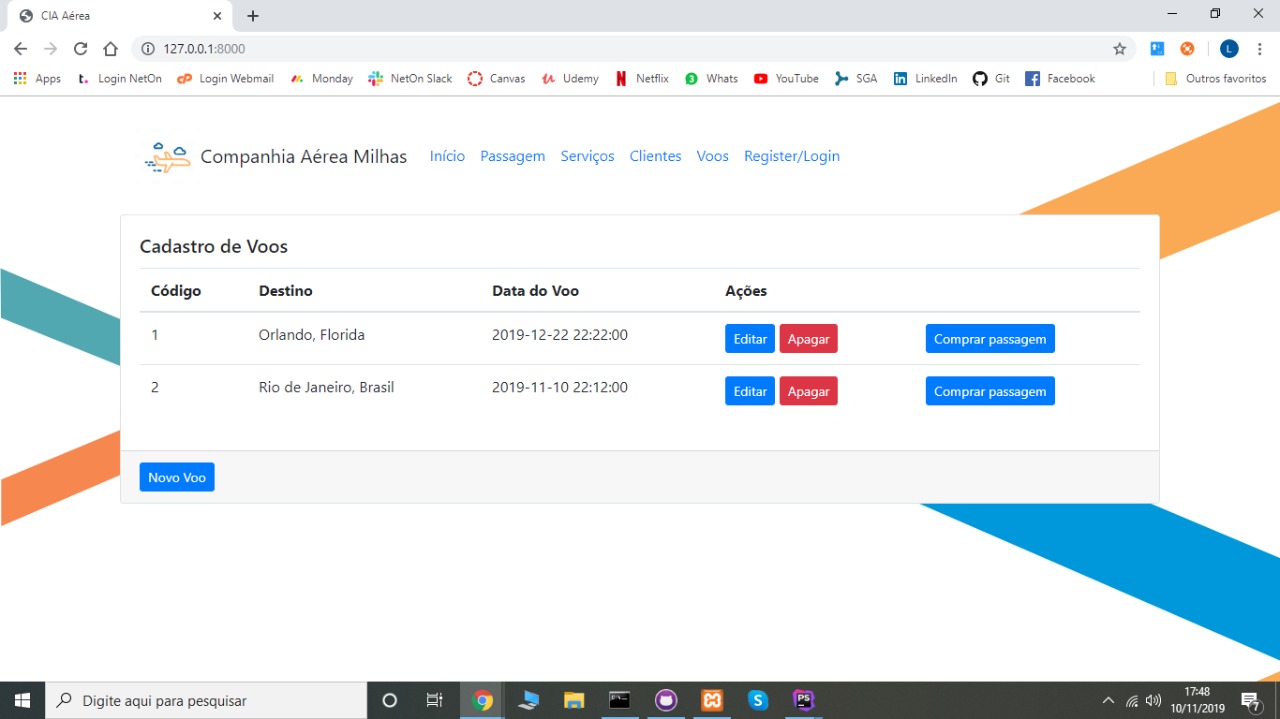 CIA Aérea
127.0.0.1:8000
L
Apps t. Login NetOn cP Login Webmail Monday NetOn Slack Canvas Udemy Netflix 3 Whats YouTube SGA in LinkedIn Git f Facebook Outros favoritos
Companhia Aérea Milhas Início Passagem Serviços Clientes Voos Register/Login
Cadastro de Voos
Código Destino Data do Voo Ações
1 Orlando, Florida 2019-12-22 22:22:00 Editar Apagar Comprar passagem
2 Rio de Janeiro, Brasil 2019-11-10 22:12:00 Editar Apagar Comprar passagem
Novo Voo
Digite aqui para pesquisar
S
PS
17:48
10/11/2019
7